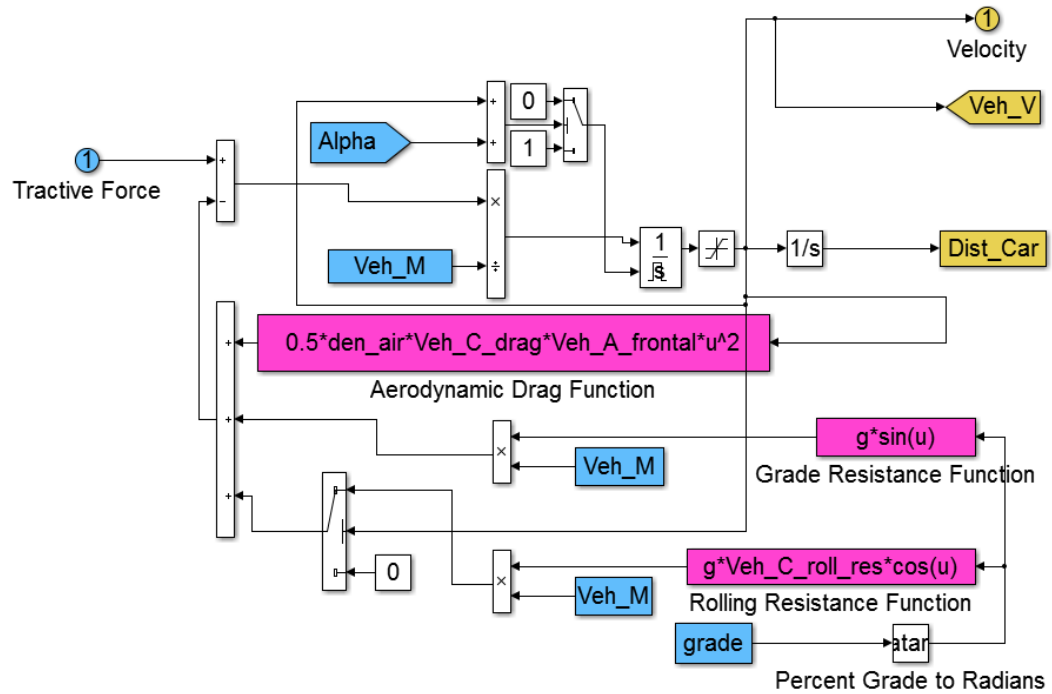 1
Velocity
Veh_V
0
Alpha
1
1
Tractive Force
+
+
+
−
×
÷
1
s
Veh_M
1/s
Dist_Car
0.5*den_air*Veh_C_drag*Veh_A_frontal*u^2
Aerodynamic Drag Function
+
+
+
g*sin(u)
Grade Resistance Function
×
Veh_M
0
g*Veh_C_roll_res*cos(u)
Rolling Resistance Function
×
Veh_M
grade
atan
Percent Grade to Radians